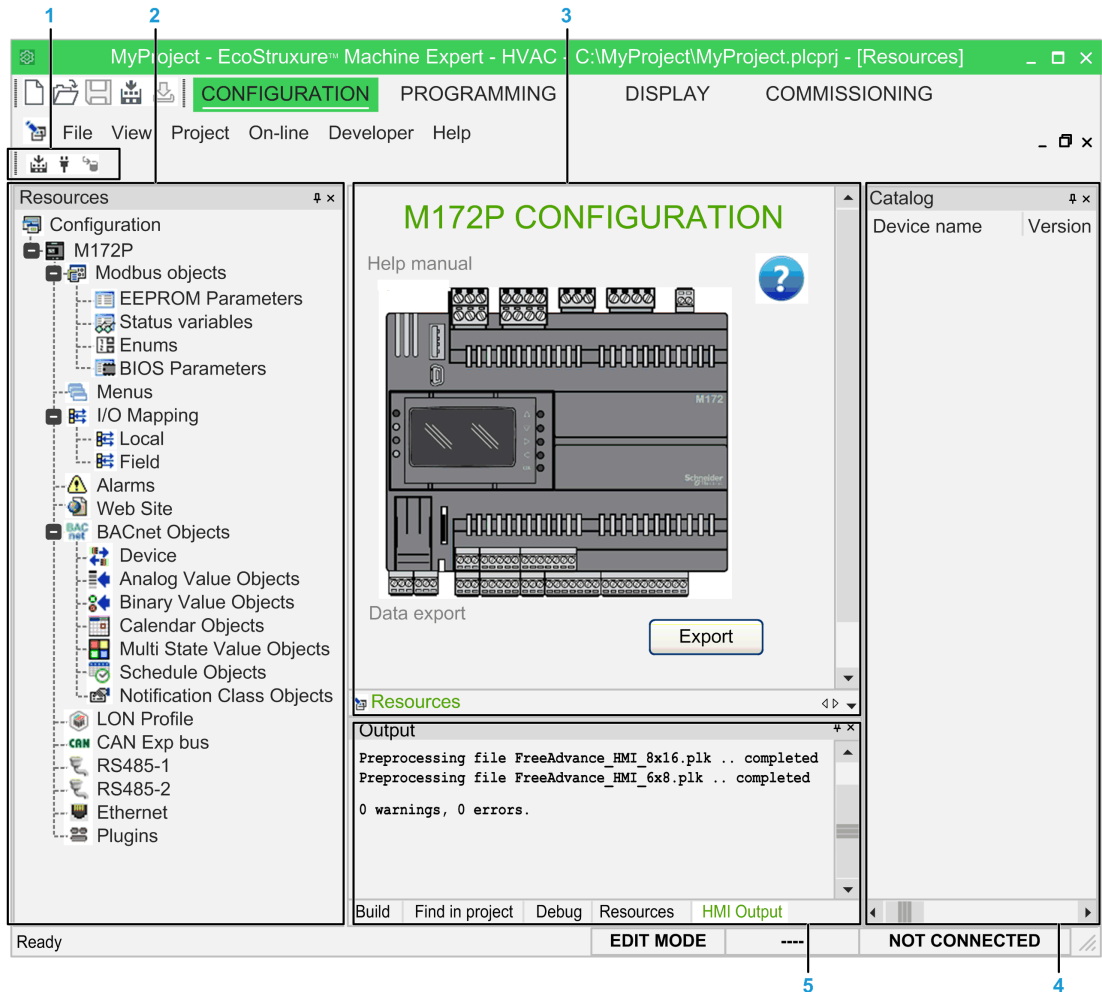 1 2 3
MyProject - EcoStruxure™ Machine Expert - HVAC - C:\MyProject\MyProject.plcprj - [Resources]
CONFIGURATION PROGRAMMING DISPLAY COMMISSIONING
File View Project On-line Developer Help
Resources
Configuration
M172P
Modbus objects
EEPROM Parameters
Status variables
Enums
BIOS Parameters
Menus
I/O Mapping
Local
Field
Alarms
Web Site
BACnet Objects
Device
Analog Value Objects
Binary Value Objects
Calendar Objects
Multi State Value Objects
Schedule Objects
Notification Class Objects
LON Profile
CAN Exp bus
RS485-1
RS485-2
Ethernet
Plugins
M172P CONFIGURATION
Help manual
?
M172
Schneider
Data export
Export
Resources
Output
Preprocessing file FreeAdvance_HMI_8x16.plk .. completed
Preprocessing file FreeAdvance_HMI_6x8.plk .. completed
0 warnings, 0 errors.
Build Find in project Debug Resources HMI Output
Catalog
Device name Version
Ready EDIT MODE ---- NOT CONNECTED
5 4